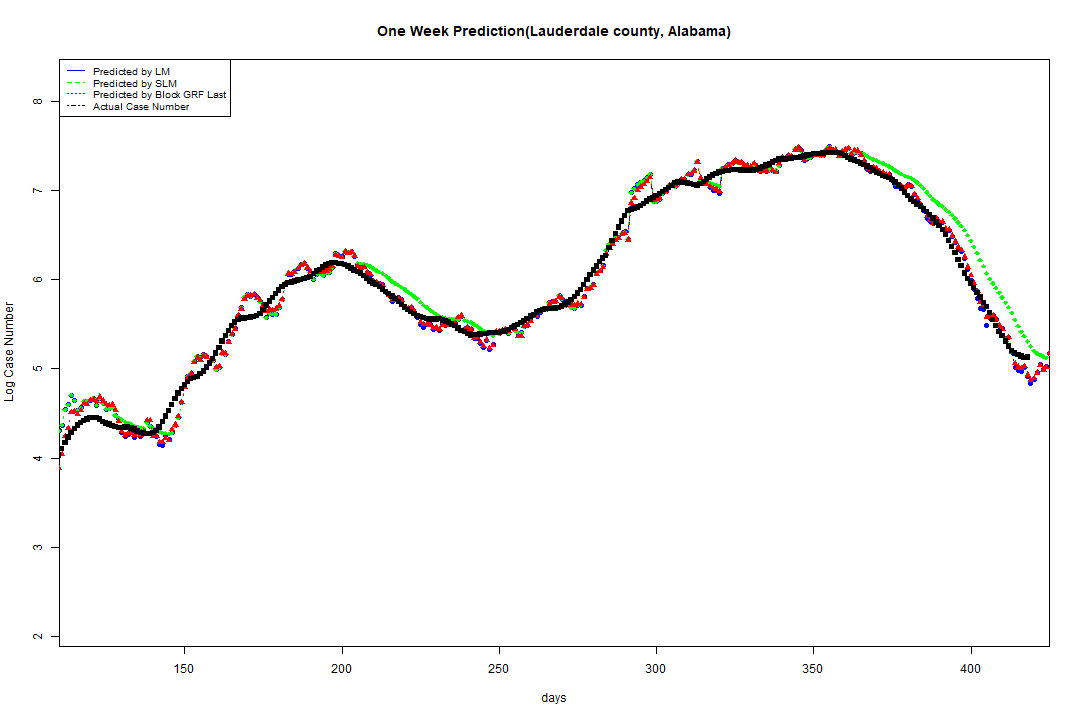 One Week Prediction(Lauderdale county, Alabama)
Predicted by LM
Predicted by SLM
Predicted by Block GRF Last
Actual Case Number
8
7
6
5
4
3
2
Log Case Number
150 200 250 300 350 400
days